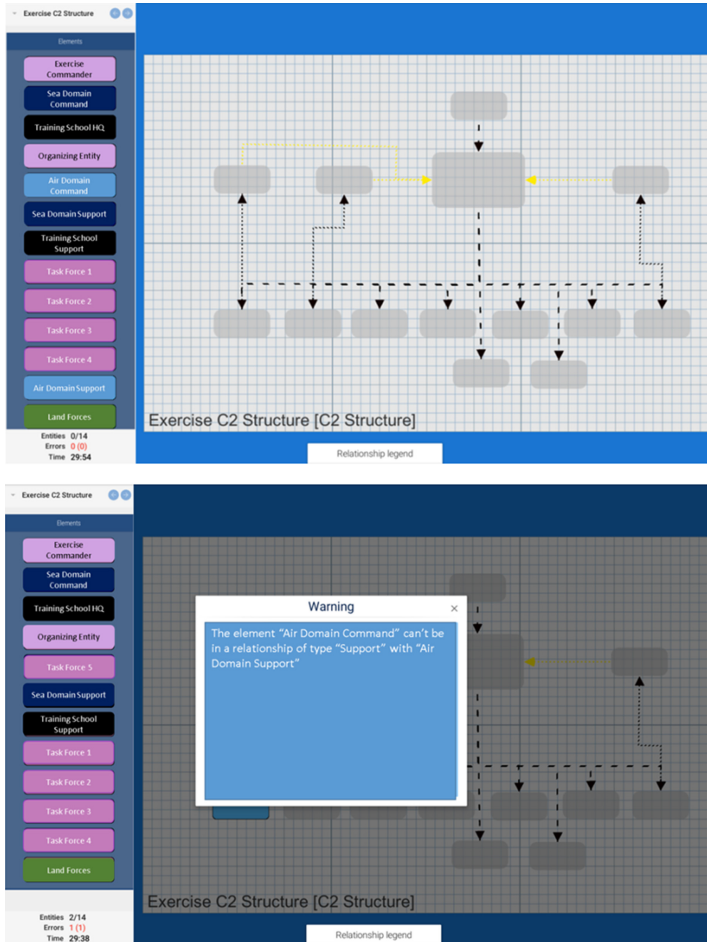 Exercise C2 Structure
Elements
Exercise
Commander
Sea Domain
Command
Training School HQ
Organizing Entity
Air Domain
Command
Sea Domain Support
Training School
Support
Task Force 1
Task Force 2
Task Force 3
Task Force 4
Air Domain Support
Land Forces
Entities 0/14
Errors 0 (0)
Time 29:54
Exercise C2 Structure [C2 Structure]
Relationship legend
Exercise C2 Structure
Elements
Exercise
Commander
Sea Domain
Command
Training School HQ
Organizing Entity
Task Force 5
Sea Domain Support
Training School
Support
Task Force 1
Task Force 2
Task Force 3
Task Force 4
Land Forces
Entities 2/14
Errors 1 (1)
Time 29:38
Warning
The element “Air Domain Command” can’t be
in a relationship of type “Support” with “Air
Domain Support”
Exercise C2 Structure [C2 Structure]
Relationship legend